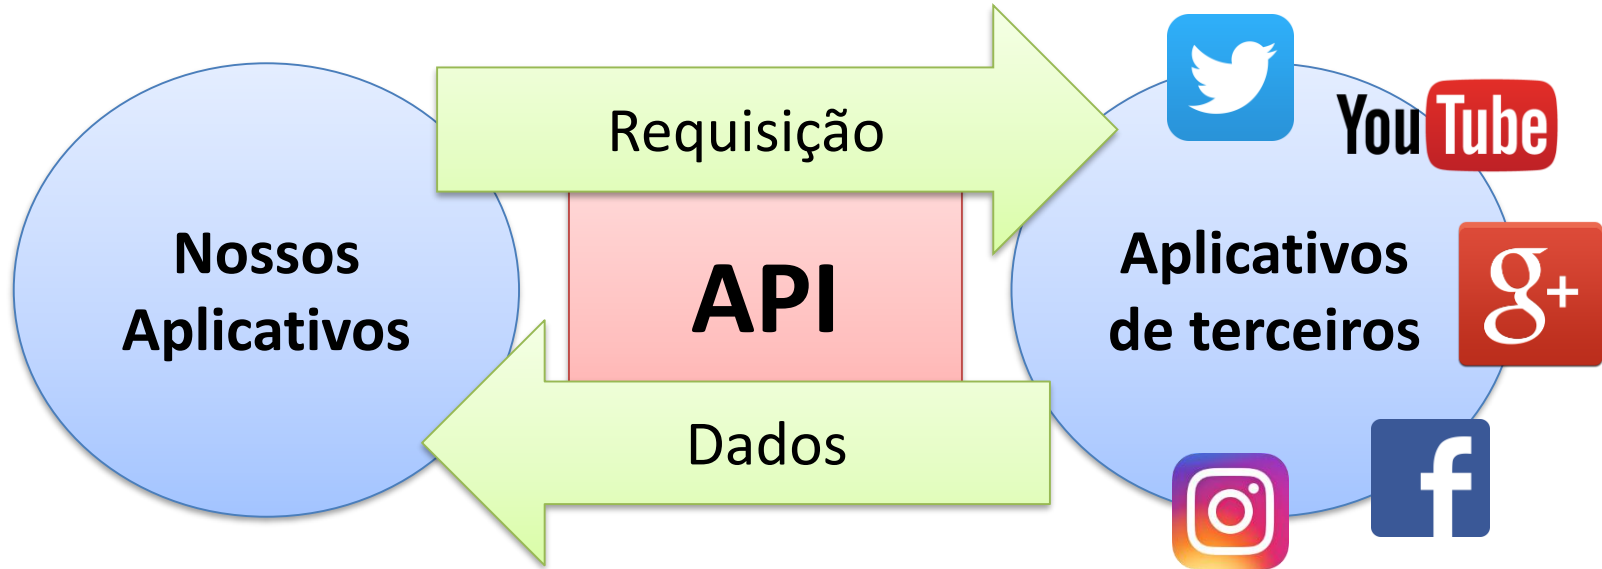 Requisição
YouTube
Nossos
Aplicativos
API
Aplicativos
de terceiros
g+
Dados
f